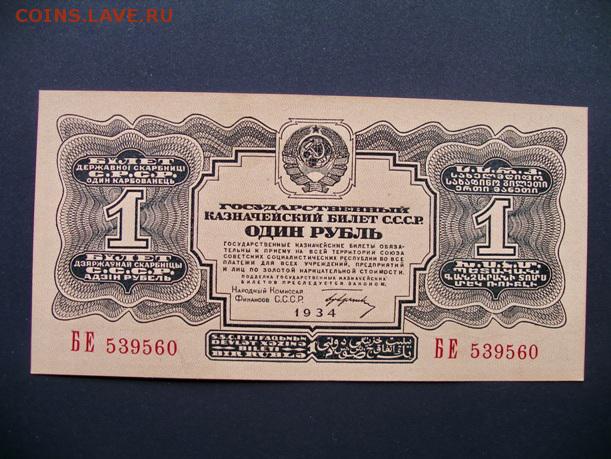 COINS.LAVE.RU
БІЛЕТ
ДЕРЖАВНОЇ СКАРБНИЦІ
С.Р.С.Р.
ОДИН КАРБОВАНЕЦЬ
1
БІЛЕТ
ДЗЯРЖАЎНАЙ СКАРБНІЦЫ
С.С.С.Р.
АДЗІН РУБЕЛЬ
ГОСУДАРСТВЕННЫЙ
КАЗНАЧЕЙСКИЙ БИЛЕТ С.С.С.Р.
ОДИН РУБЛЬ
ГОСУДАРСТВЕННЫЕ КАЗНАЧЕЙСКИЕ БИЛЕТЫ ОБЯЗА-
ТЕЛЬНЫ К ПРИЕМУ НА ВСЕЙ ТЕРРИТОРИИ СОЮЗА
СОВЕТСКИХ СОЦИАЛИСТИЧЕСКИХ РЕСПУБЛИК ВО ВСЕ
ПЛАТЕЖИ ДЛЯ ВСЕХ УЧРЕЖДЕНИЙ, ПРЕДПРИЯТИЙ
И ЛИЦ ПО ЗОЛОТОЙ НАРИЦАТЕЛЬНОЙ СТОИМОСТИ.
ПОДДЕЛКА ГОСУДАРСТВЕННЫХ КАЗНАЧЕЙСКИХ
БИЛЕТОВ ПРЕСЛЕДУЕТСЯ ЗАКОНОМ.
Народный Комиссар
Финансов С.С.С.Р.
1934
1
БЕ 539560
БЕ 539560